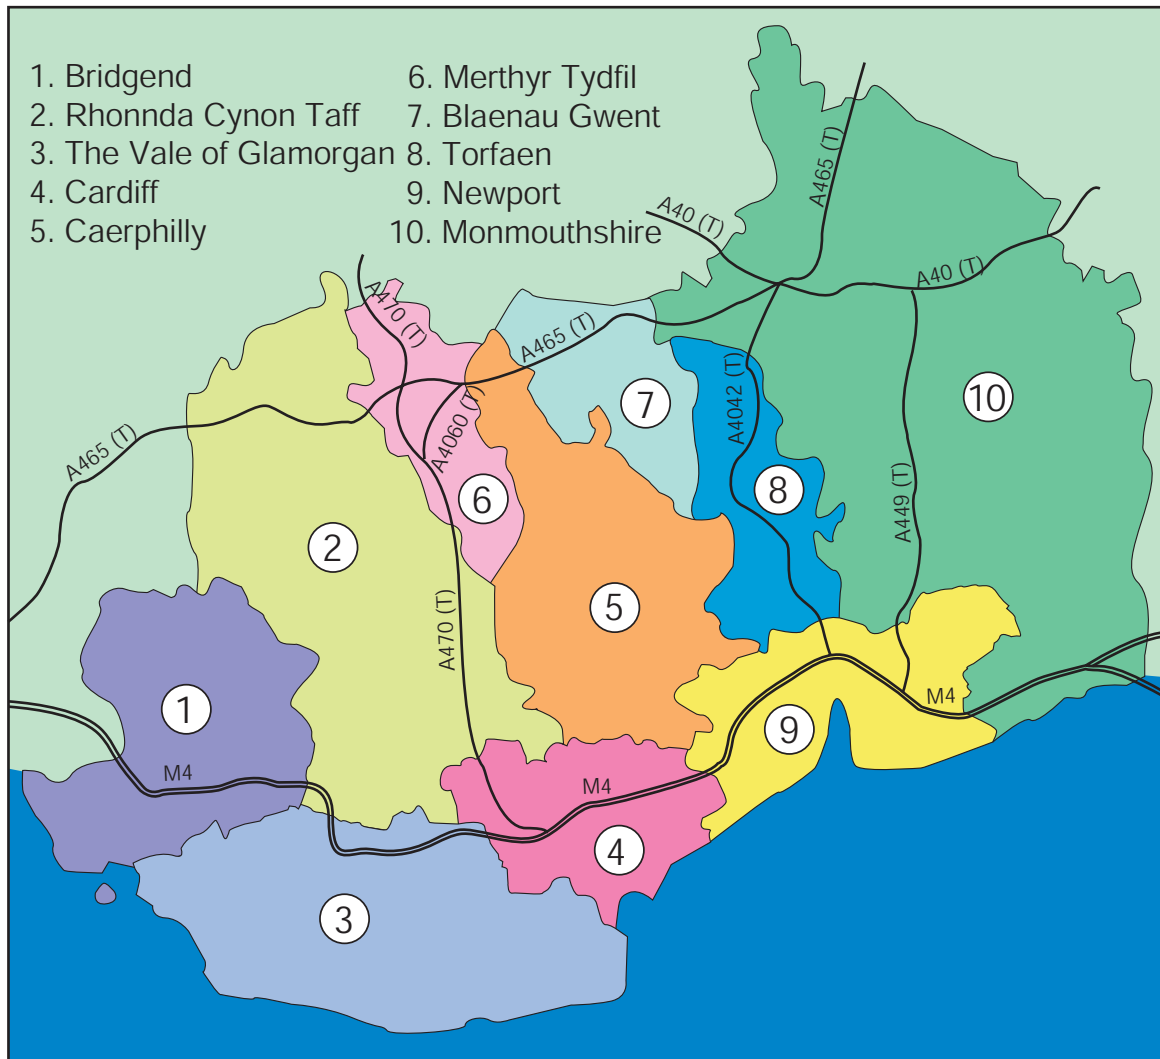 1. Bridgend
2. Rhonnda Cynon Taff
3. The Vale of Glamorgan
4. Cardiff
5. Caerphilly
6. Merthyr Tydfil
7. Blaenau Gwent
8. Torfaen
9. Newport
10. Monmouthshire
A465 (T)
A40 (T)
A40 (T)
A470 (T)
A465 (T)
A4060 (T)
A4042 (T)
A465 (T)
A449 (T)
A470 (T)
7
10
6
8
2
5
1
M4
9
M4
M4
4
3